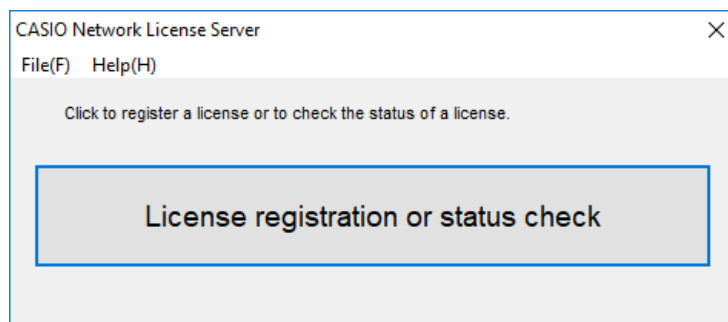 CASIO Network License Server
File(F) Help(H)
Click to register a license or to check the status of a license.
License registration or status check